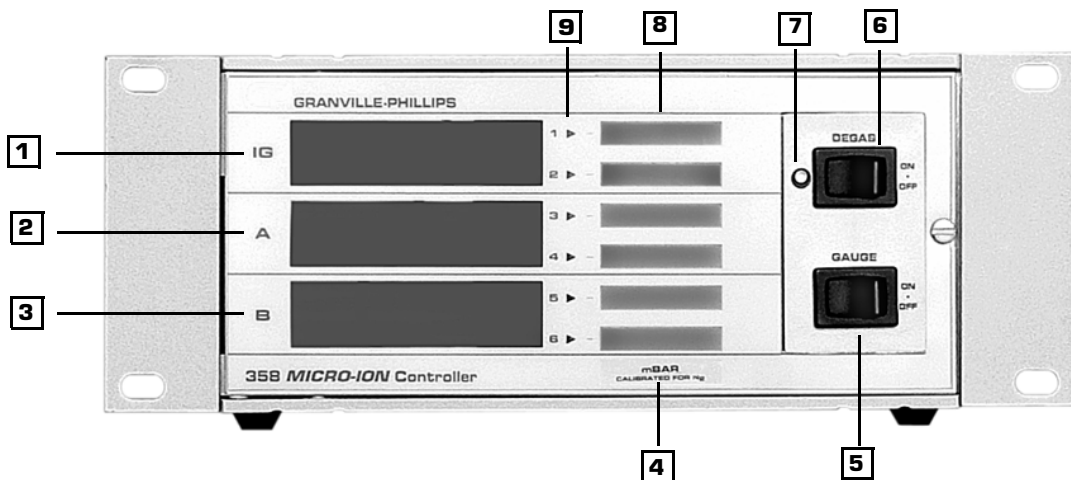 9 8 7 6
GRANVILLE-PHILLIPS
1
DEGAS
1 IG
ON
OFF
2
3
2 A
4
GAUGE
5
ON
OFF
3 B
6
358 MICRO-ION Controller
mBAR
CALIBRATED FOR N2
4 5